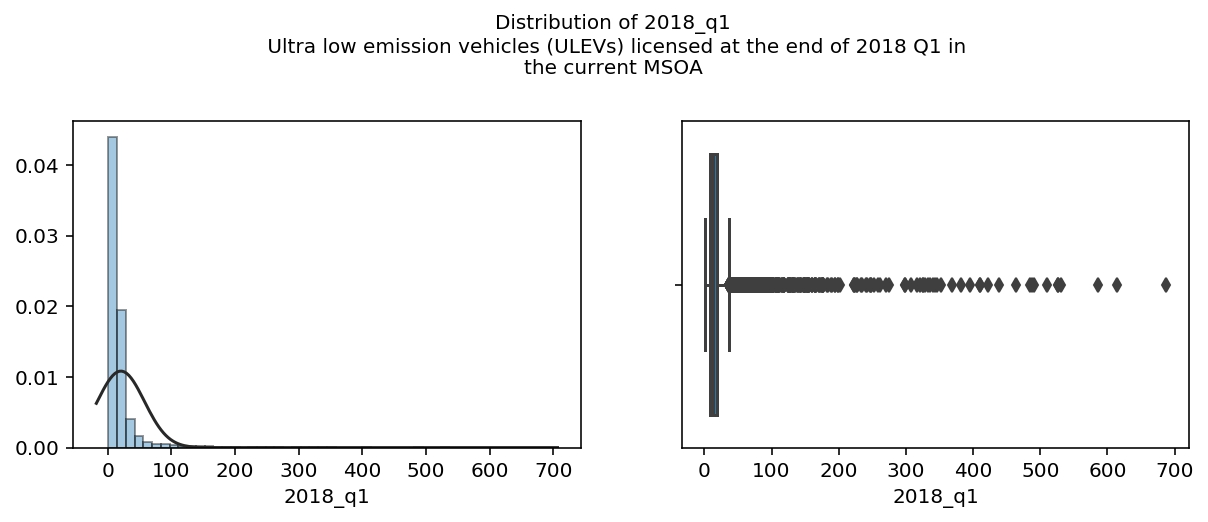 Distribution of 2018_q1
Ultra low emission vehicles (ULEVs) licensed at the end of 2018 Q1 in
the current MSOA
0.04
0.03
0.02
0.01
0.00
0 100 200 300 400 500 600 700
2018_q1
0 100 200 300 400 500 600 700
2018_q1